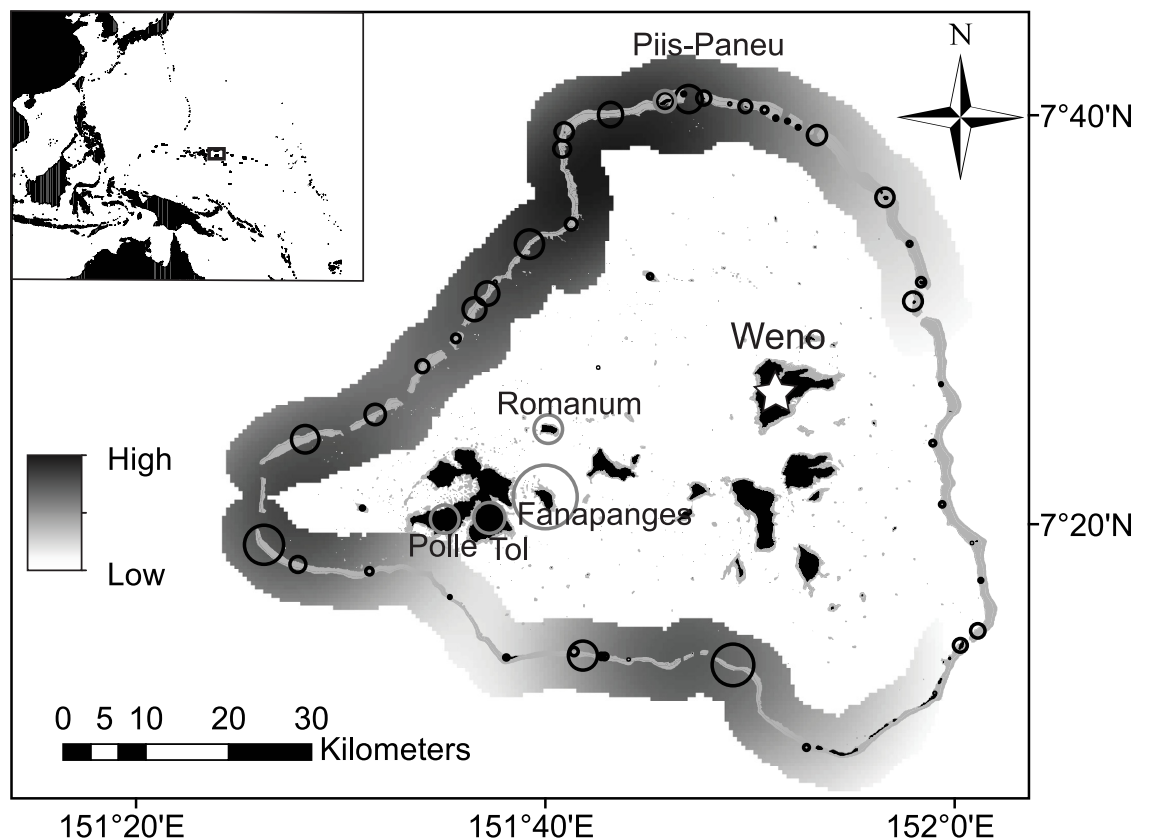 Piis-Paneu
N
7°40'N
Weno
Romanum
High
Fanapanges
7°20'N
Polle Tol
Low
0 5 10 20 30
Kilometers
151°20'E 151°40'E 152°0'E